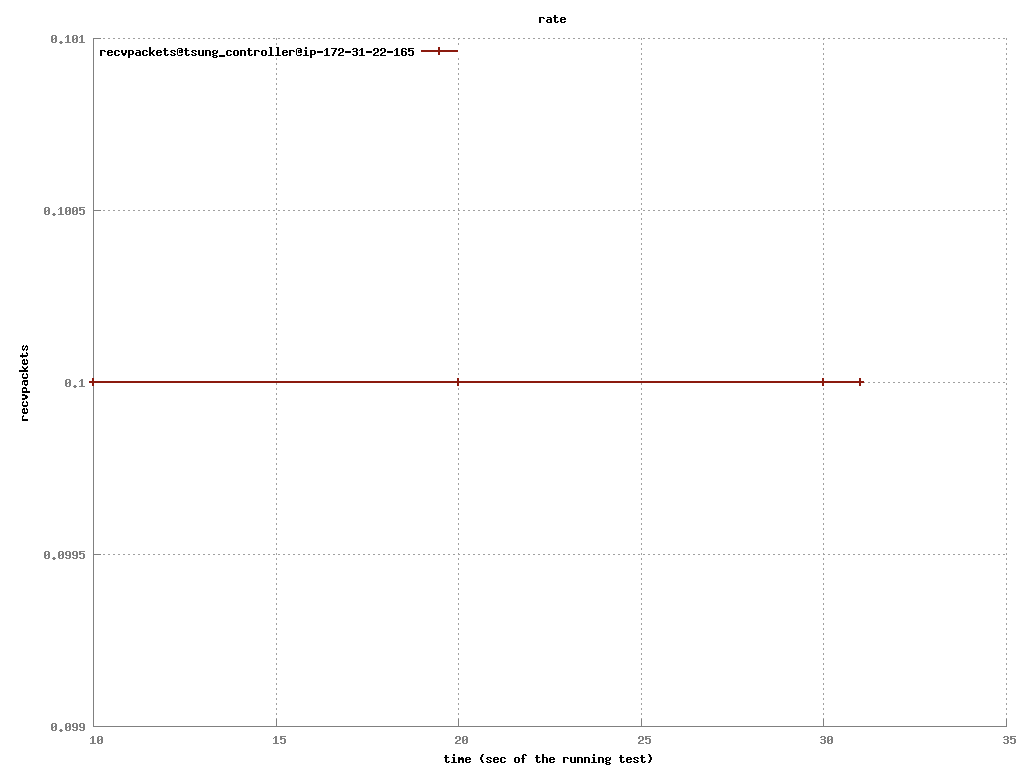 rate
0.101
recvpackets@tsung_controller@ip-172-31-22-165
0.1005
recvpackets
0.1
0.0995
0.099
10 15 20 25 30 35
time (sec of the running test)